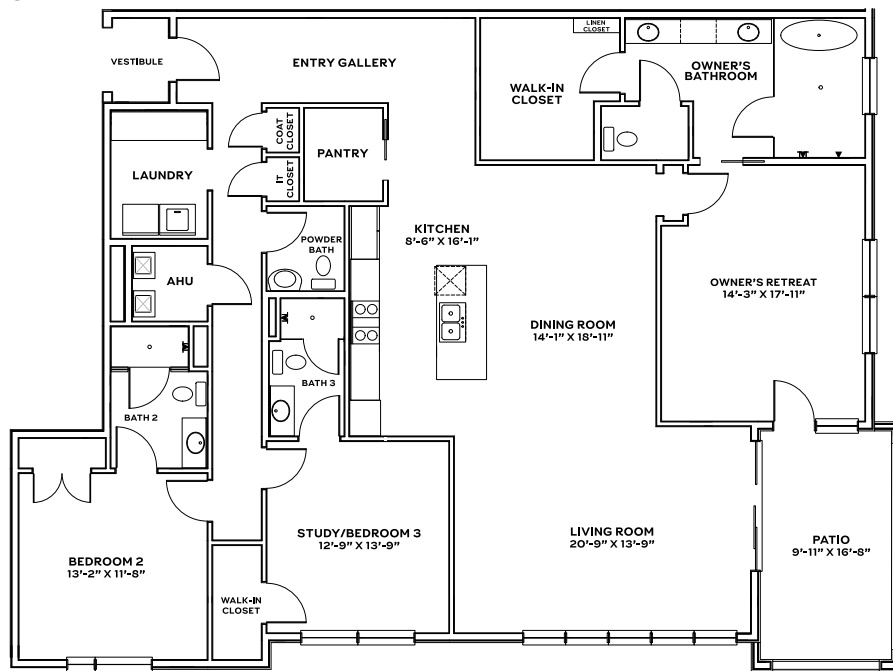 LINEN
CLOSET
VESTIBULE
ENTRY GALLERY
OWNER'S
BATHROOM
WALK-IN
CLOSET
COAT
CLOSET
PANTRY
LAUNDRY
IT
CLOSET
KITCHEN
8'-6" X 16'-1"
POWDER
BATH
AHU
OWNER'S RETREAT
14'-3" X 17'-11"
DINING ROOM
14'-1" X 18'-11"
BATH 3
BATH 2
STUDY/BEDROOM 3
12'-9" X 13'-9"
LIVING ROOM
20'-9" X 13'-9"
PATIO
9'-11" X 16'-8"
BEDROOM 2
13'-2" X 11'-8"
WALK-IN
CLOSET